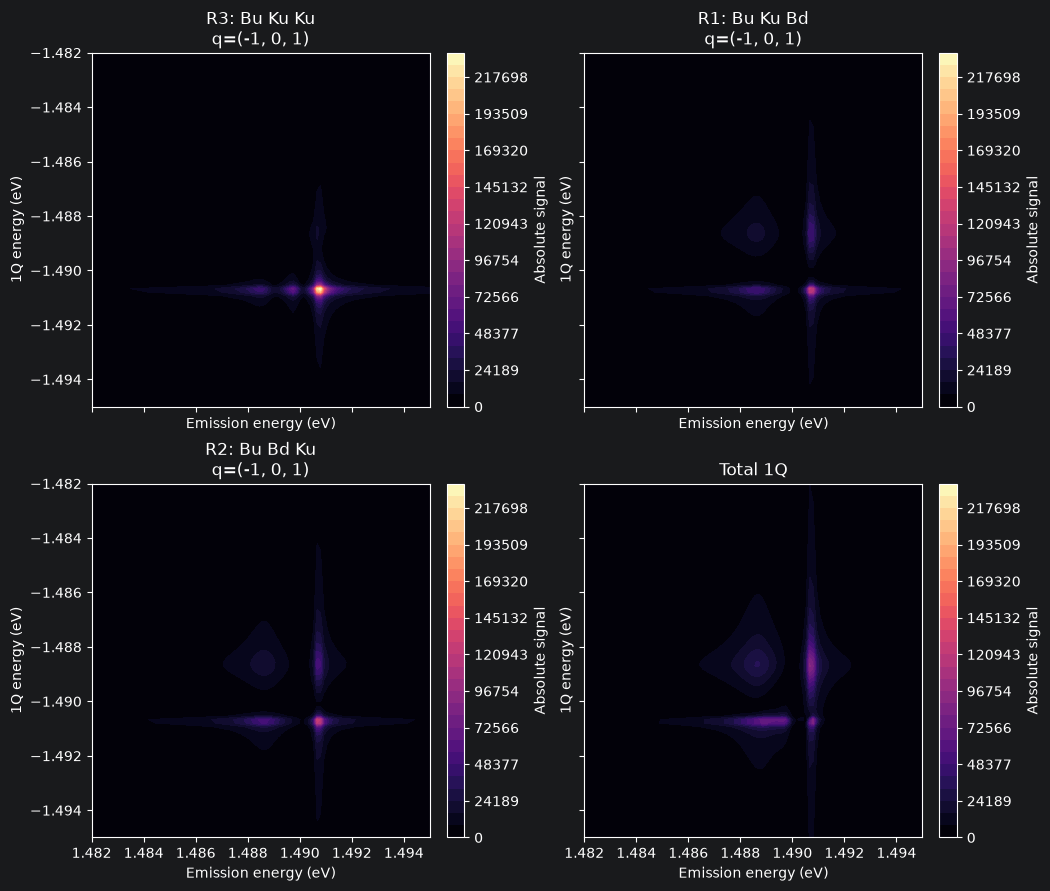 R3: Bu Ku Ku
q=(-1, 0, 1)
−1.482
−1.484
−1.486
−1.488
−1.490
−1.492
−1.494
1Q energy (eV)
Emission energy (eV)
217698
193509
169320
145132
120943
96754
72566
48377
24189
0
Absolute signal
R1: Bu Ku Bd
q=(-1, 0, 1)
1Q energy (eV)
Emission energy (eV)
217698
193509
169320
145132
120943
96754
72566
48377
24189
0
Absolute signal
R2: Bu Bd Ku
q=(-1, 0, 1)
−1.482
−1.484
−1.486
−1.488
−1.490
−1.492
−1.494
1Q energy (eV)
1.482 1.484 1.486 1.488 1.490 1.492 1.494
Emission energy (eV)
217698
193509
169320
145132
120943
96754
72566
48377
24189
0
Absolute signal
Total 1Q
1Q energy (eV)
1.482 1.484 1.486 1.488 1.490 1.492 1.494
Emission energy (eV)
217698
193509
169320
145132
120943
96754
72566
48377
24189
0
Absolute signal